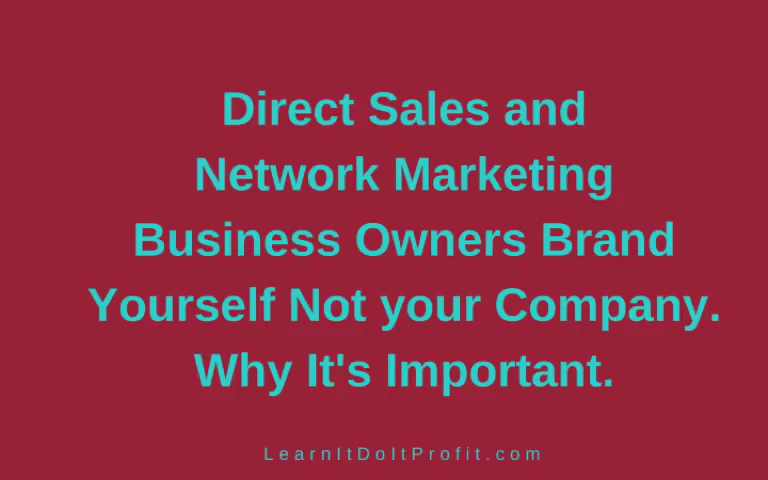 Direct Sales and
Network Marketing
Business Owners Brand
Yourself Not your Company.
Why It's Important.
LearnItDoItProfit.com